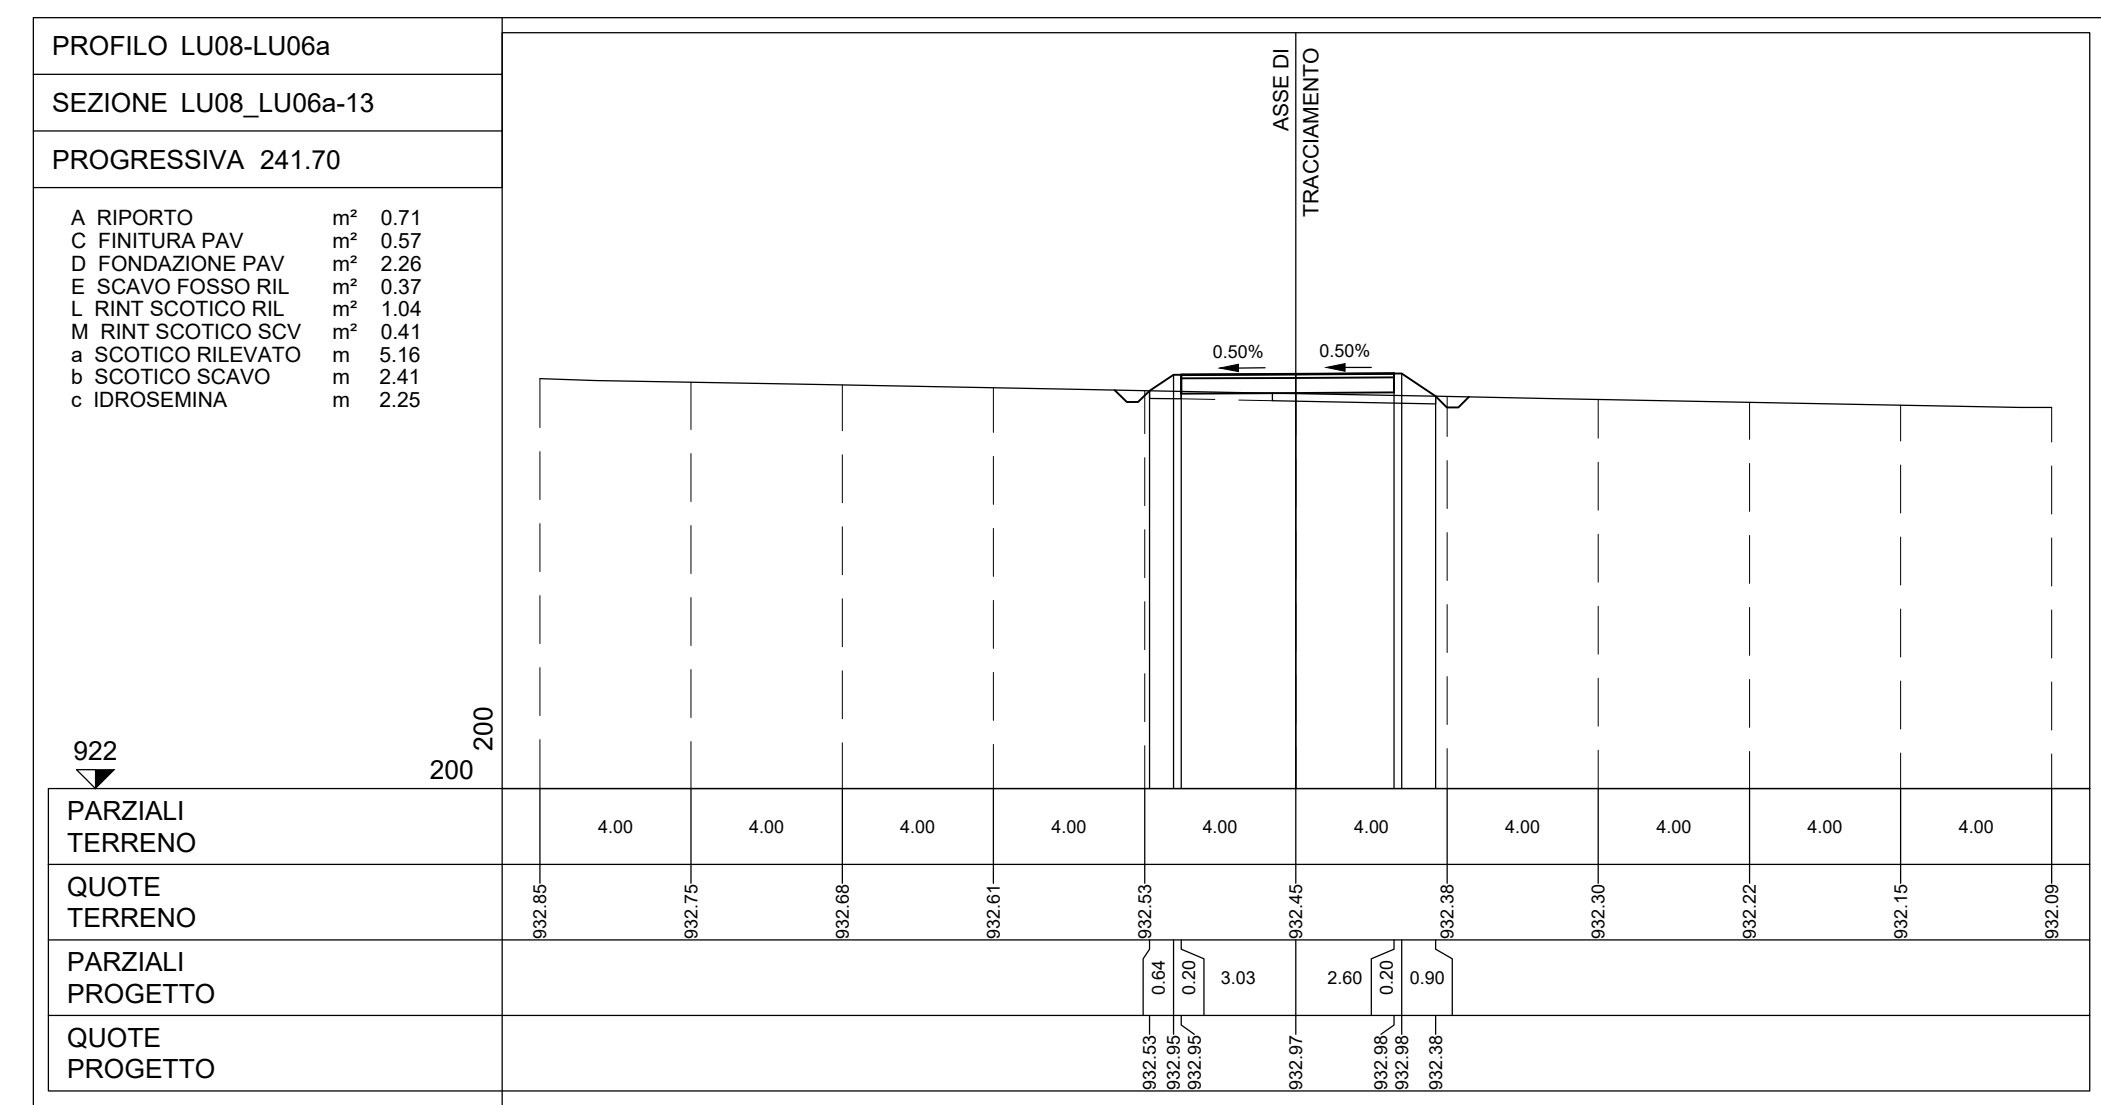 PROFILO LU08-LU06a
SEZIONE LU08_LU06a-13
PROGRESSIVA 241.70
A RIPORTO m² 0.71
C FINITURA PAV m² 0.57
D FONDAZIONE PAV m² 2.26
E SCAVO FOSSO RIL m² 0.37
L RINT SCOTICO RIL m² 1.04
M RINT SCOTICO SCV m² 0.41
a SCOTICO RILEVATO m 5.16
b SCOTICO SCAVO m 2.41
c IDROSEMINA m 2.25
ASSE DI
TRACCIAMENTO
0.50% 0.50%
922
200
200
PARZIALI
TERRENO
4.00 4.00 4.00 4.00 4.00 4.00 4.00 4.00 4.00 4.00
QUOTE
TERRENO
932.85 932.75 932.68 932.61 932.53 932.45 932.38 932.30 932.22 932.15 932.09
PARZIALI
PROGETTO
0.64 0.20 3.03 2.60 0.20 0.90
QUOTE
PROGETTO
932.53 932.95 932.95 932.97 932.98 932.98 932.38